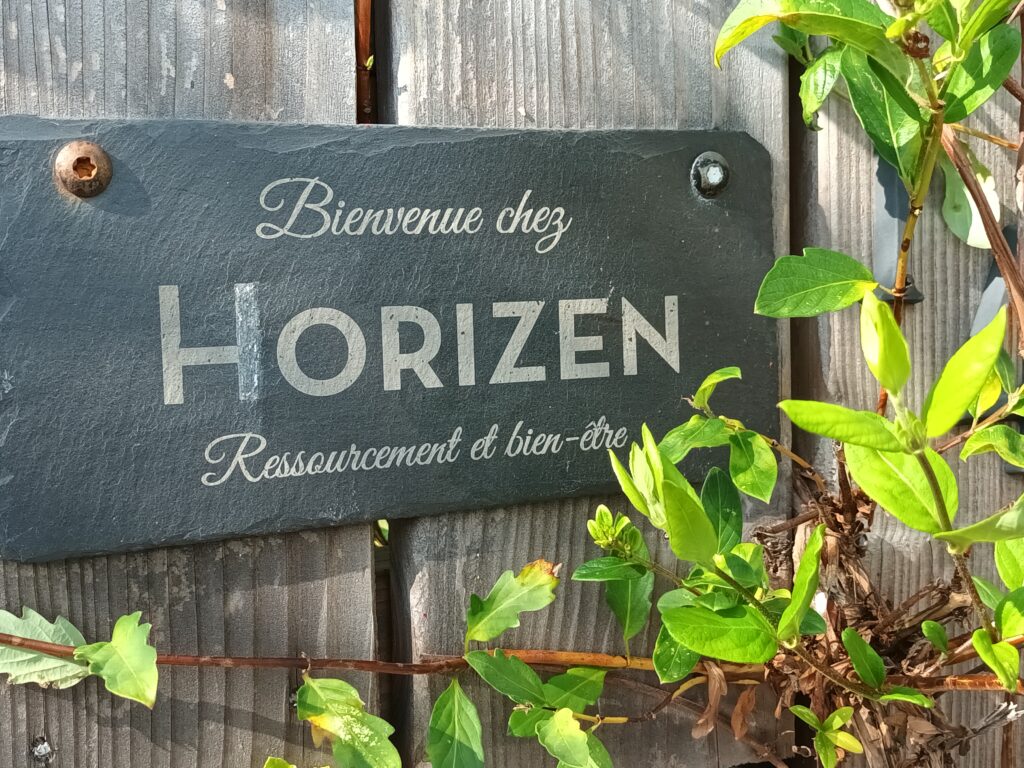 Bienvenue chez
HORIZEN
Ressourcement et bien-être